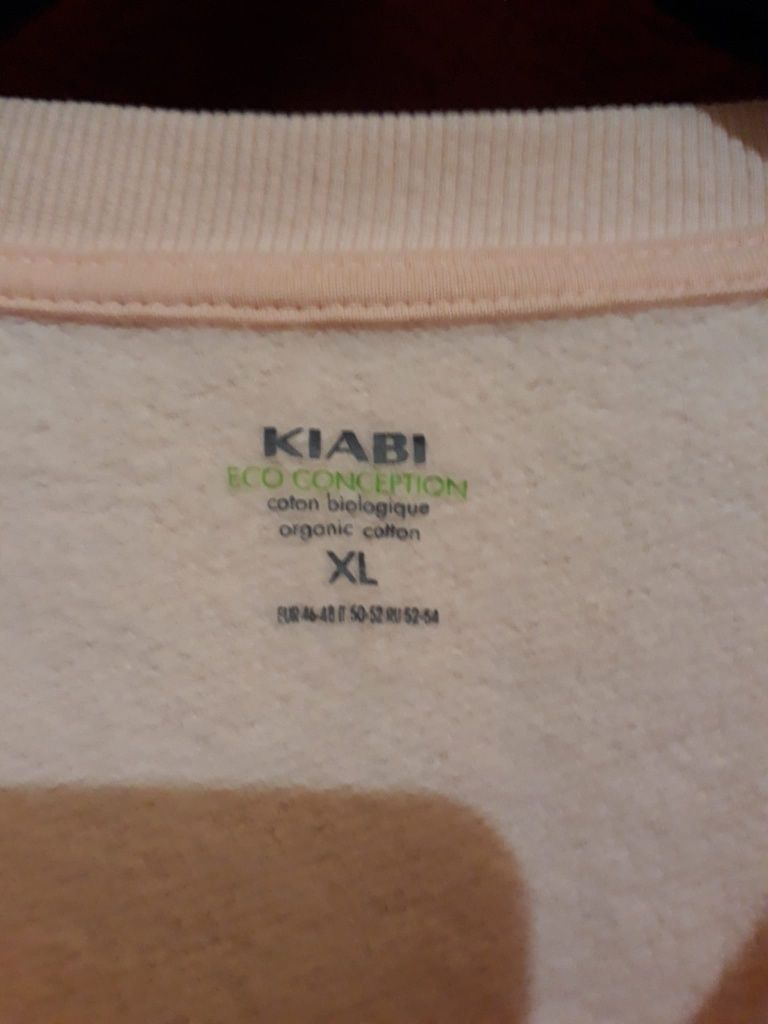 KIABI
ECO CONCEPTION
coton biologique
organic cotton
XL
EUR 46-48 IT 50-52 RU 52-54